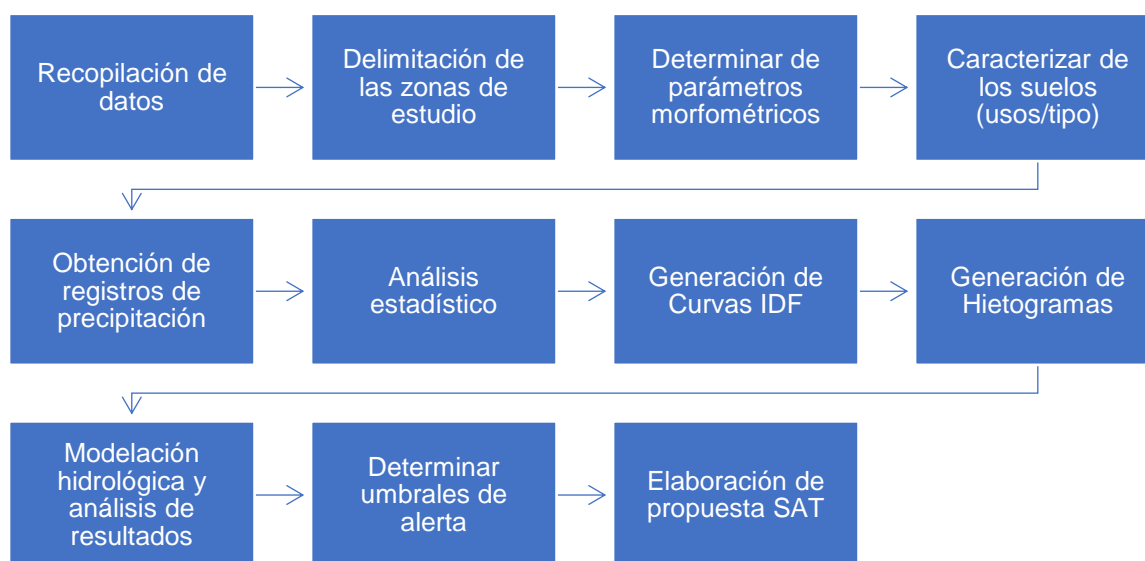 Recopilación de
datos
Delimitación de
las zonas de
estudio
Determinar de
parámetros
morfométricos
Caracterizar de
los suelos
(usos/tipo)
Obtención de
registros de
precipitación
Análisis
estadístico
Generación de
Curvas IDF
Generación de
Hietogramas
Modelación
hidrológica y
análisis de
resultados
Determinar
umbrales de
alerta
Elaboración de
propuesta SAT